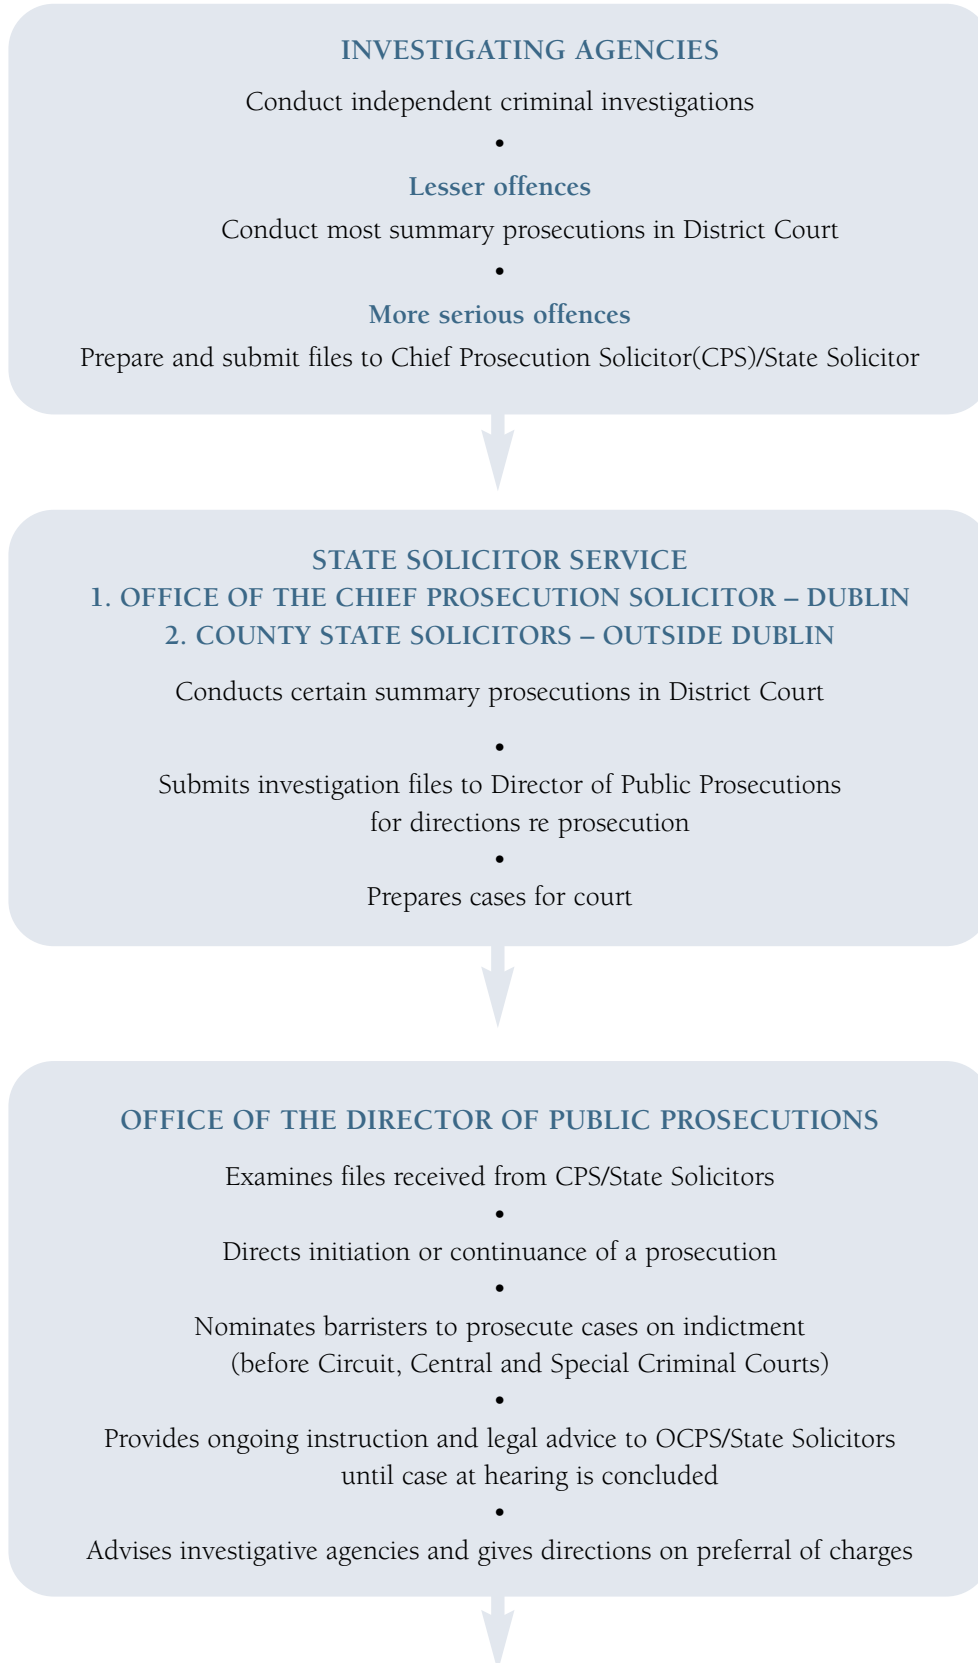 INVESTIGATING AGENCIES
Conduct independent criminal investigations
•
Lesser offences
Conduct most summary prosecutions in District Court
•
More serious offences
Prepare and submit files to Chief Prosecution Solicitor(CPS)/State Solicitor
STATE SOLICITOR SERVICE
1. OFFICE OF THE CHIEF PROSECUTION SOLICITOR – DUBLIN
2. COUNTY STATE SOLICITORS – OUTSIDE DUBLIN
Conducts certain summary prosecutions in District Court
•
Submits investigation files to Director of Public Prosecutions
for directions re prosecution
•
Prepares cases for court
OFFICE OF THE DIRECTOR OF PUBLIC PROSECUTIONS
Examines files received from CPS/State Solicitors
•
Directs initiation or continuance of a prosecution
•
Nominates barristers to prosecute cases on indictment
(before Circuit, Central and Special Criminal Courts)
•
Provides ongoing instruction and legal advice to OCPS/State Solicitors
until case at hearing is concluded
•
Advises investigative agencies and gives directions on preferral of charges